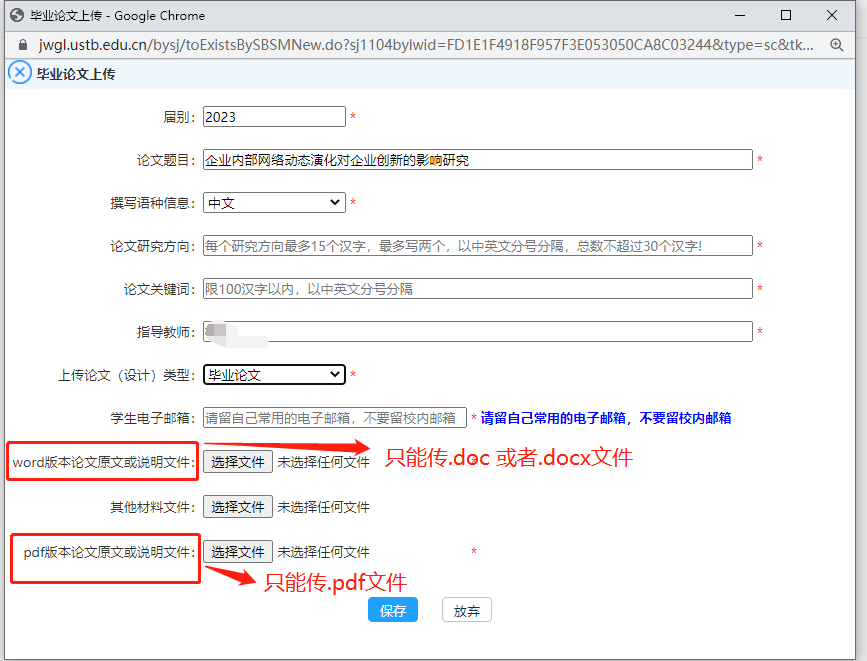 毕业论文上传 - Google Chrome
jwgl.ustb.edu.cn/bysj/toExistsBySBSMNew.do?sj1104bylwid=FD1E1F4918F957F3E053050CA8C03244&type=sc&tk...
毕业论文上传
届别: 2023 *
论文题目: 企业内部网络动态演化对企业创新的影响研究 *
撰写语种信息: 中文 *
论文研究方向: 每个研究方向最多15个汉字，最多写两个，以中英文分号分隔，总数不超过30个汉字! *
论文关键词: 限100汉字以内，以中英文分号分隔 *
指导教师: *
上传论文（设计）类型: 毕业论文 *
学生电子邮箱: 请留自己常用的电子邮箱，不要留校内邮箱 * 请留自己常用的电子邮箱，不要留校内邮箱
word版本论文原文或说明文件: 选择文件 未选择任何文件 * 只能传.doc 或者.docx文件
其他材料文件: 选择文件 未选择任何文件
pdf版本论文原文或说明文件: 选择文件 未选择任何文件 *
只能传.pdf文件
保存 放弃